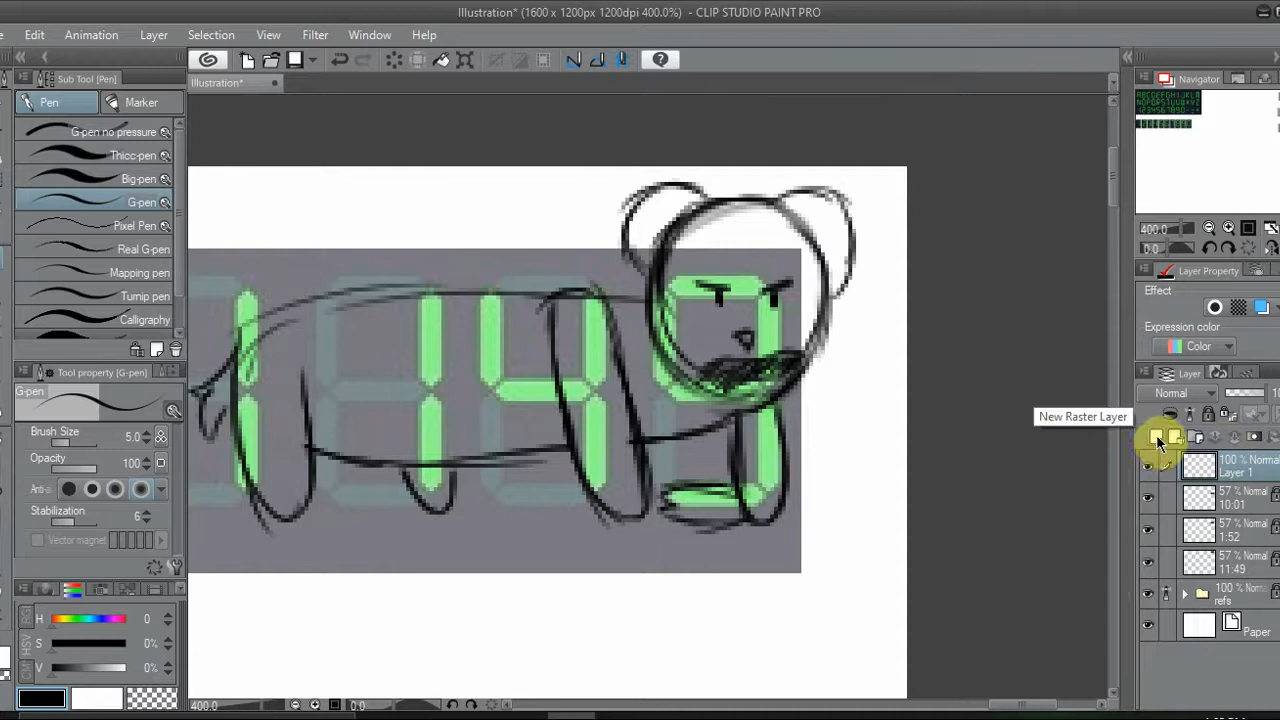 Illustration* (1600 x 1200px 1200dpi 400.0%) - CLIP STUDIO PAINT PRO
Edit Animation Layer Selection View Filter Window Help
Sub Tool [Pen]
Illustration*
Navigator
Pen Marker
G-pen no pressure
Thicc-pen
Big-pen
G-pen
Pixel Pen
Real G-pen
Mapping pen
Turnip pen
Calligraphy
400.0
0.0
Layer Property
Effect
Expression color
Color
Tool property [G-pen]
G-pen
Layer
Normal
Brush Size 5.0
Opacity 100
Anti-
Stabilization 6
Vector magnet
New Raster Layer
100 % Norma
Layer 1
57 % Normal
10:01
57 % Normal
1:52
57 % Normal
11:49
100 % Norma
refs
Paper
H 0
S 0%
V 0%
400.0 0.0